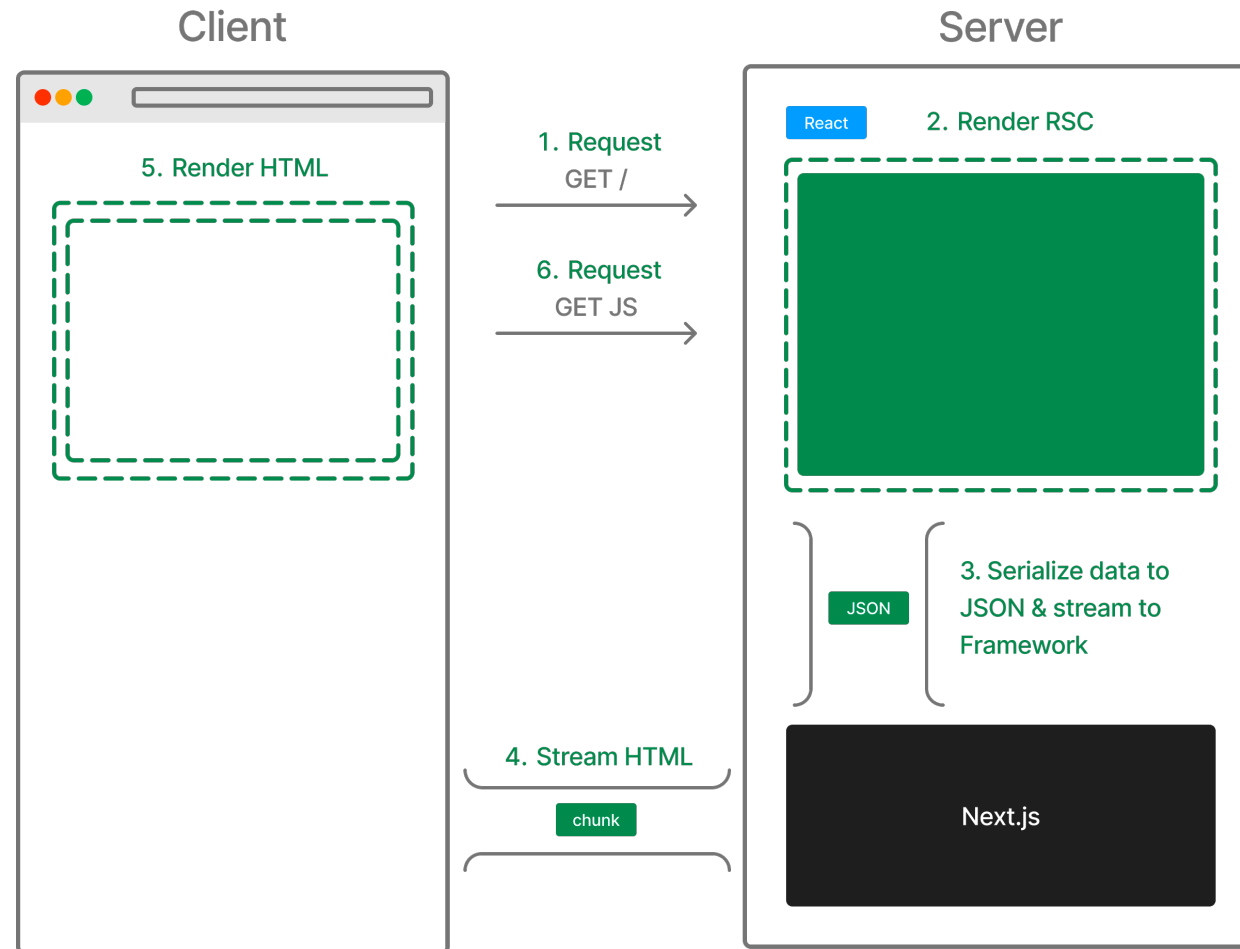 Client
Server
5. Render HTML
1. Request
GET /
6. Request
GET JS
React
2. Render RSC
JSON
3. Serialize data to
JSON & stream to
Framework
4. Stream HTML
chunk
Next.js